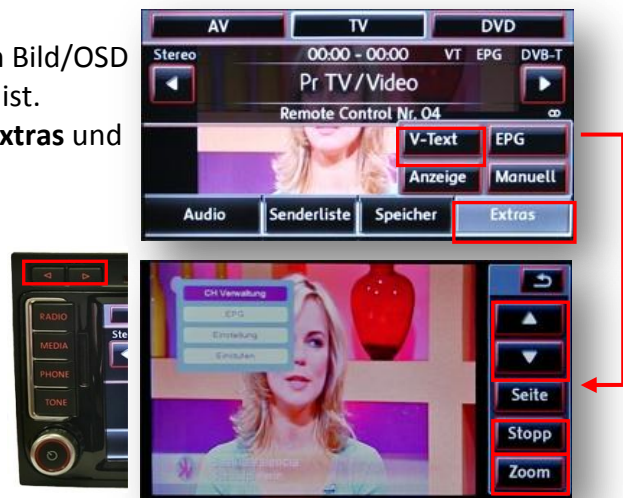 AV TV DVD
Stereo 00:00 - 00:00 VT EPG DVB-T
Bild/OSD
Pr TV/Video
ist.
Remote Control Nr. 04
xtras und
V-Text EPG
Anzeige Manuell
Audio Senderliste Speicher Extras
CH Verwaltung
EPG
Einstellung
Einlaufen
RADIO
MEDIA
PHONE
TONE
Ste
Seite
Stopp
Zoom